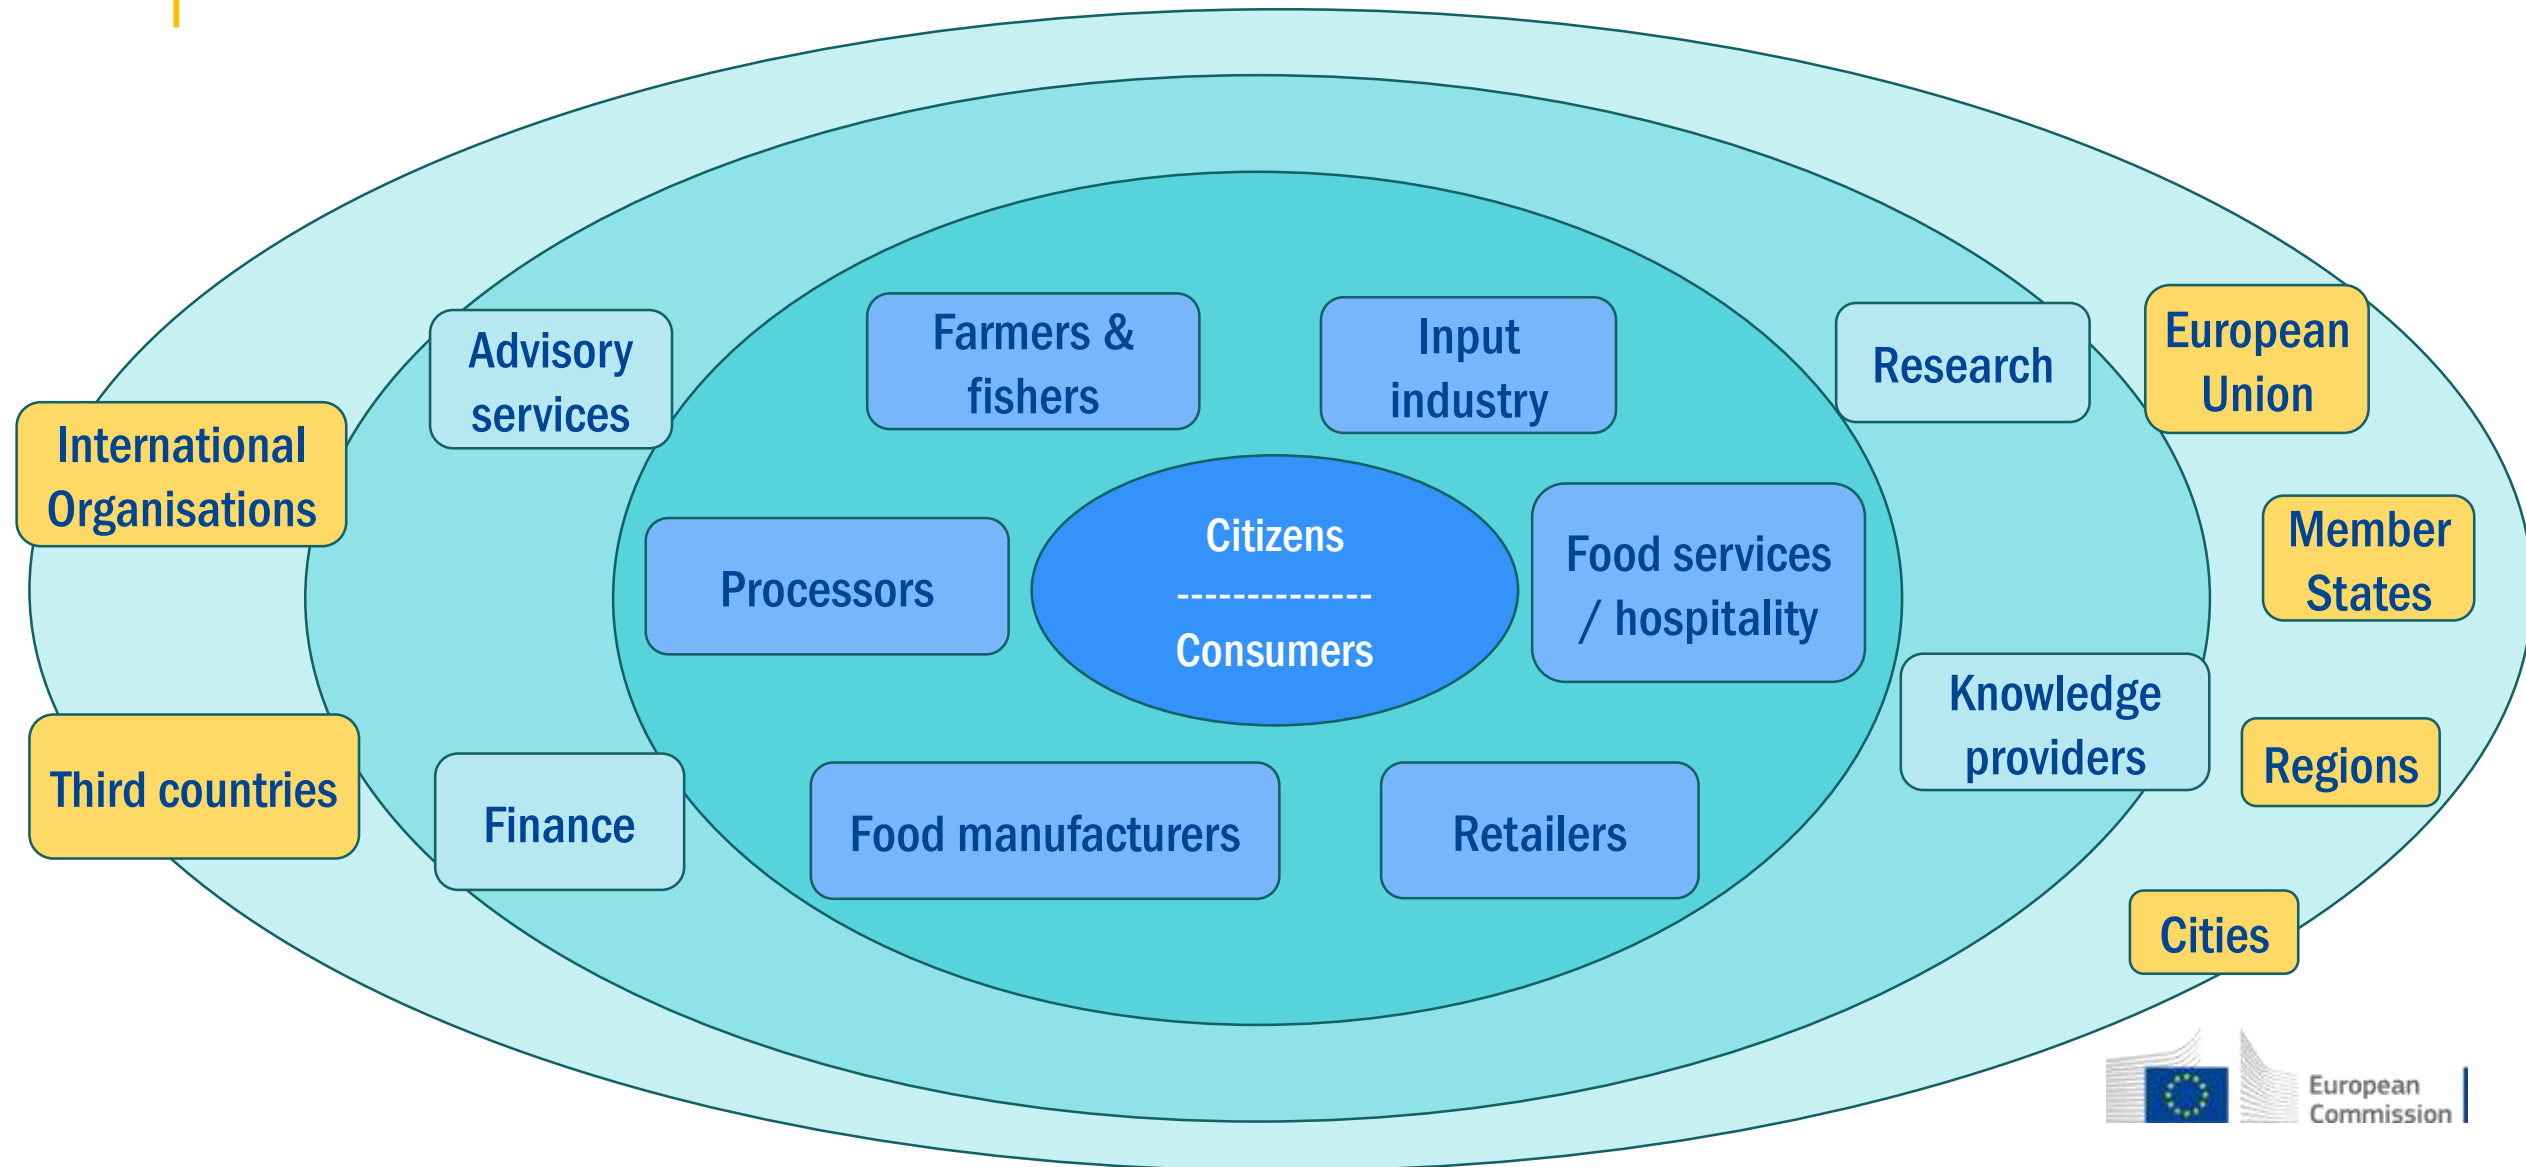 Advisory
services
Farmers &
fishers
Input
industry
Research
European
Union
International
Organisations
Processors
Citizens
--------------
Consumers
Food services
/ hospitality
Member
States
Third countries
Finance
Food manufacturers
Retailers
Knowledge
providers
Regions
Cities
European
Commission